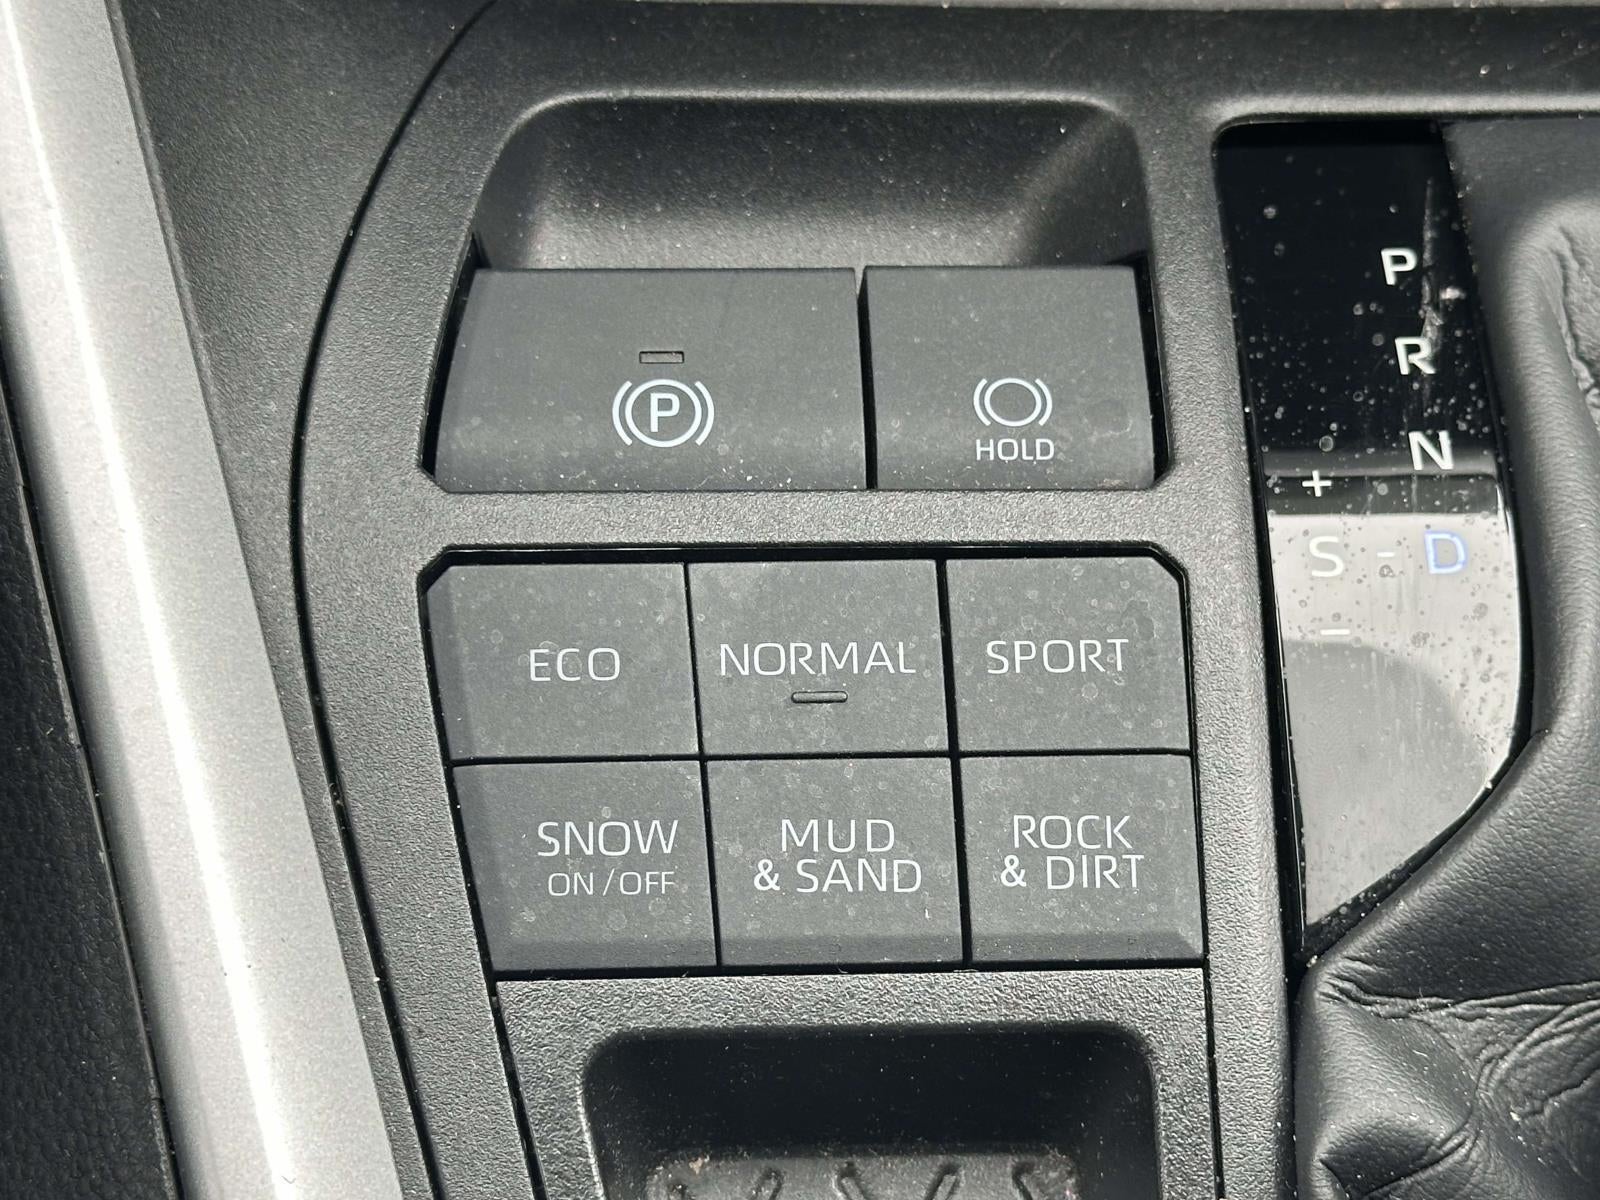 P
HOLD
ECO
NORMAL
SPORT
SNOW
ON/OFF
MUD
& SAND
ROCK
& DIRT
P
R
N
+
S - D
-